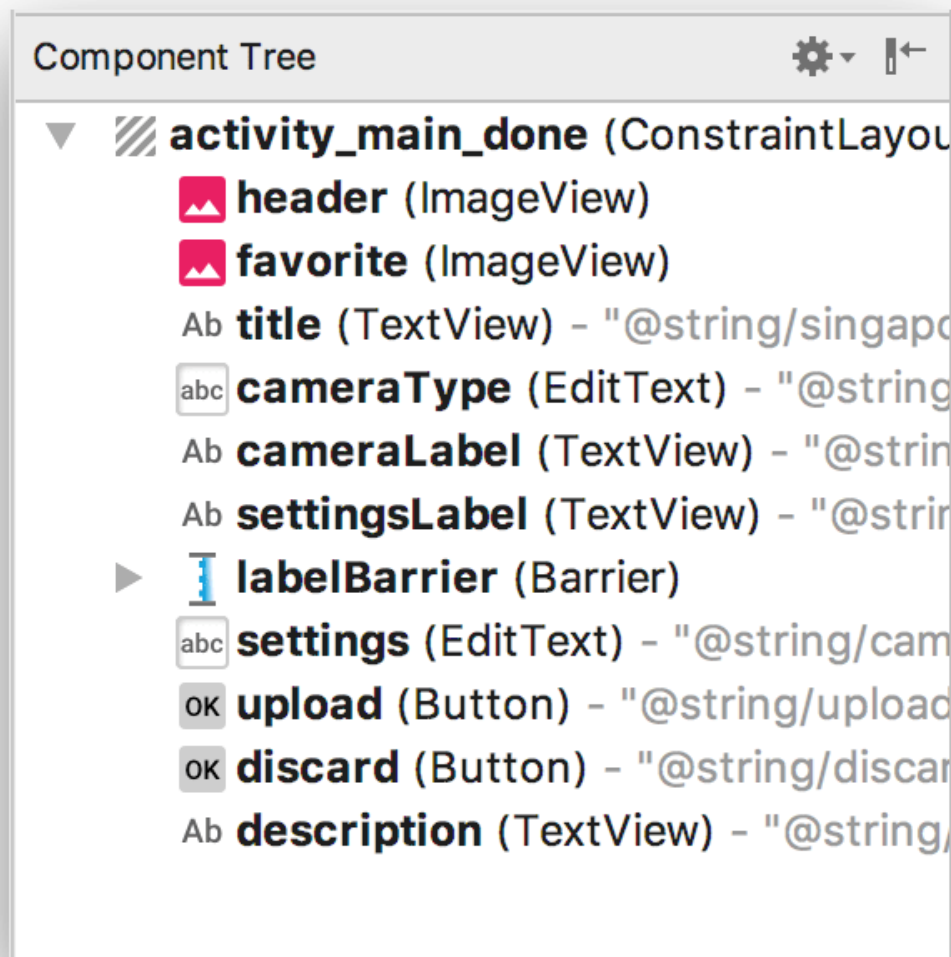 Component Tree
activity_main_done (ConstraintLayou
header (ImageView)
favorite (ImageView)
Ab title (TextView) - "@string/singapo
abc cameraType (EditText) - "@string
Ab cameraLabel (TextView) - "@strin
Ab settingsLabel (TextView) - "@strin
labelBarrier (Barrier)
abc settings (EditText) - "@string/cam
OK upload (Button) - "@string/upload
OK discard (Button) - "@string/discar
Ab description (TextView) - "@string/